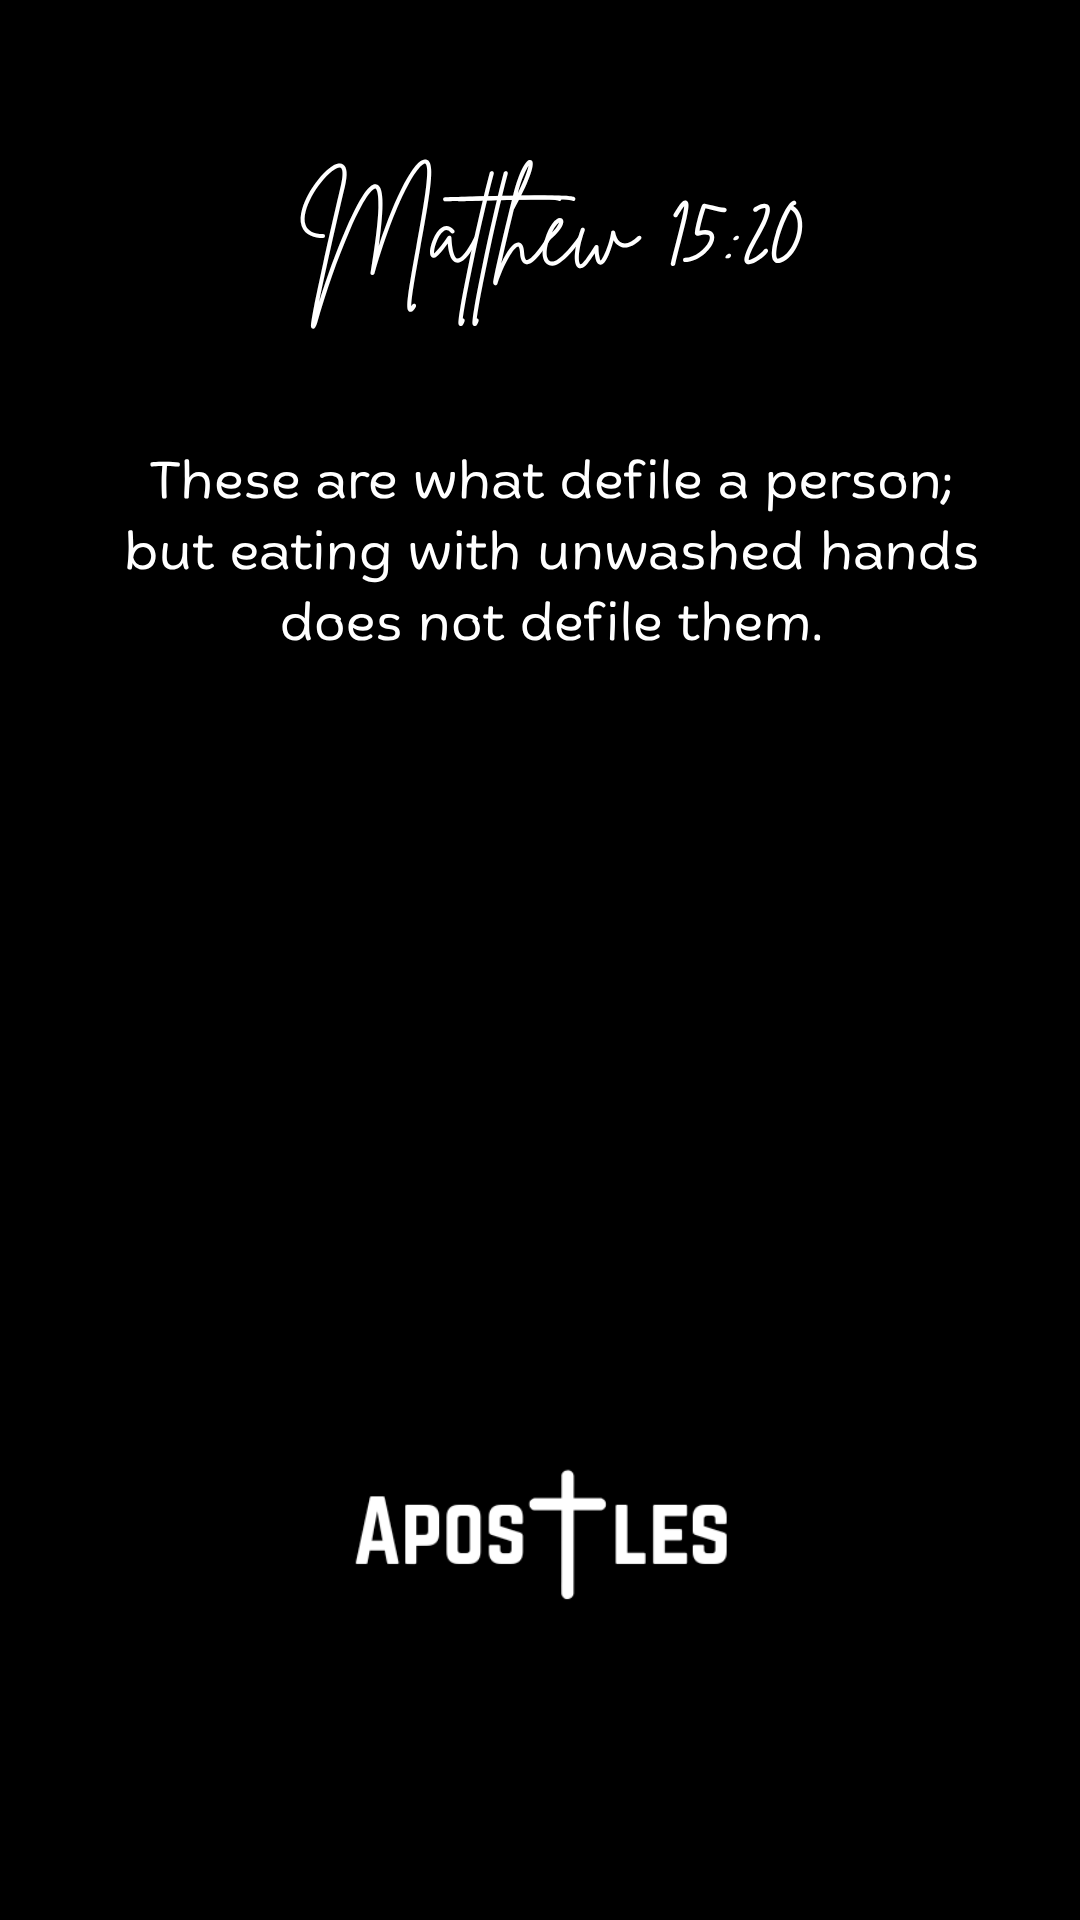 Matthew 15:20
These are what defile a person;
but eating with unwashed hands
does not defile them.
Apostles